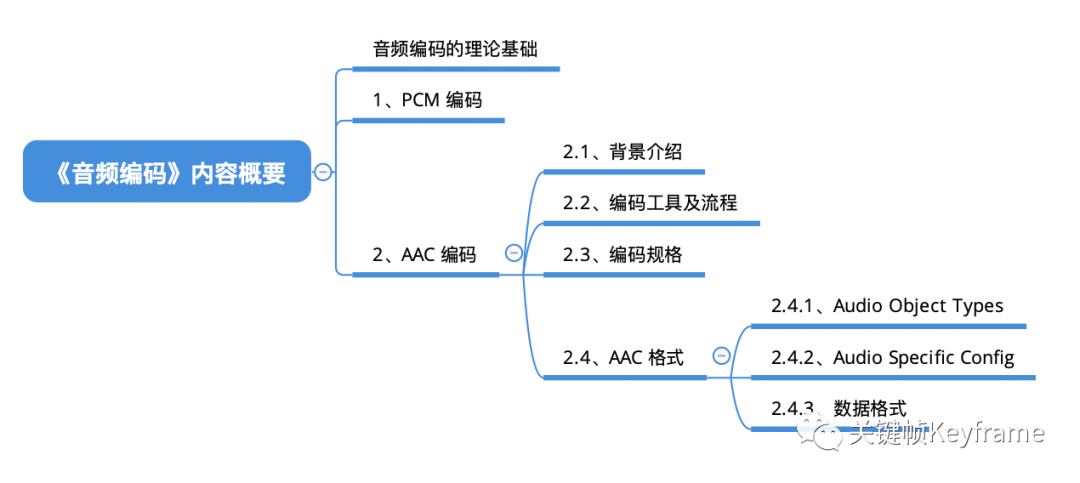 音频编码的理论基础
1、PCM 编码
《音频编码》内容概要
2、AAC 编码
2.1、背景介绍
2.2、编码工具及流程
2.3、编码规格
2.4、AAC 格式
2.4.1、Audio Object Types
2.4.2、Audio Specific Config
2.4.3、数据格式
关键帧Keyframe